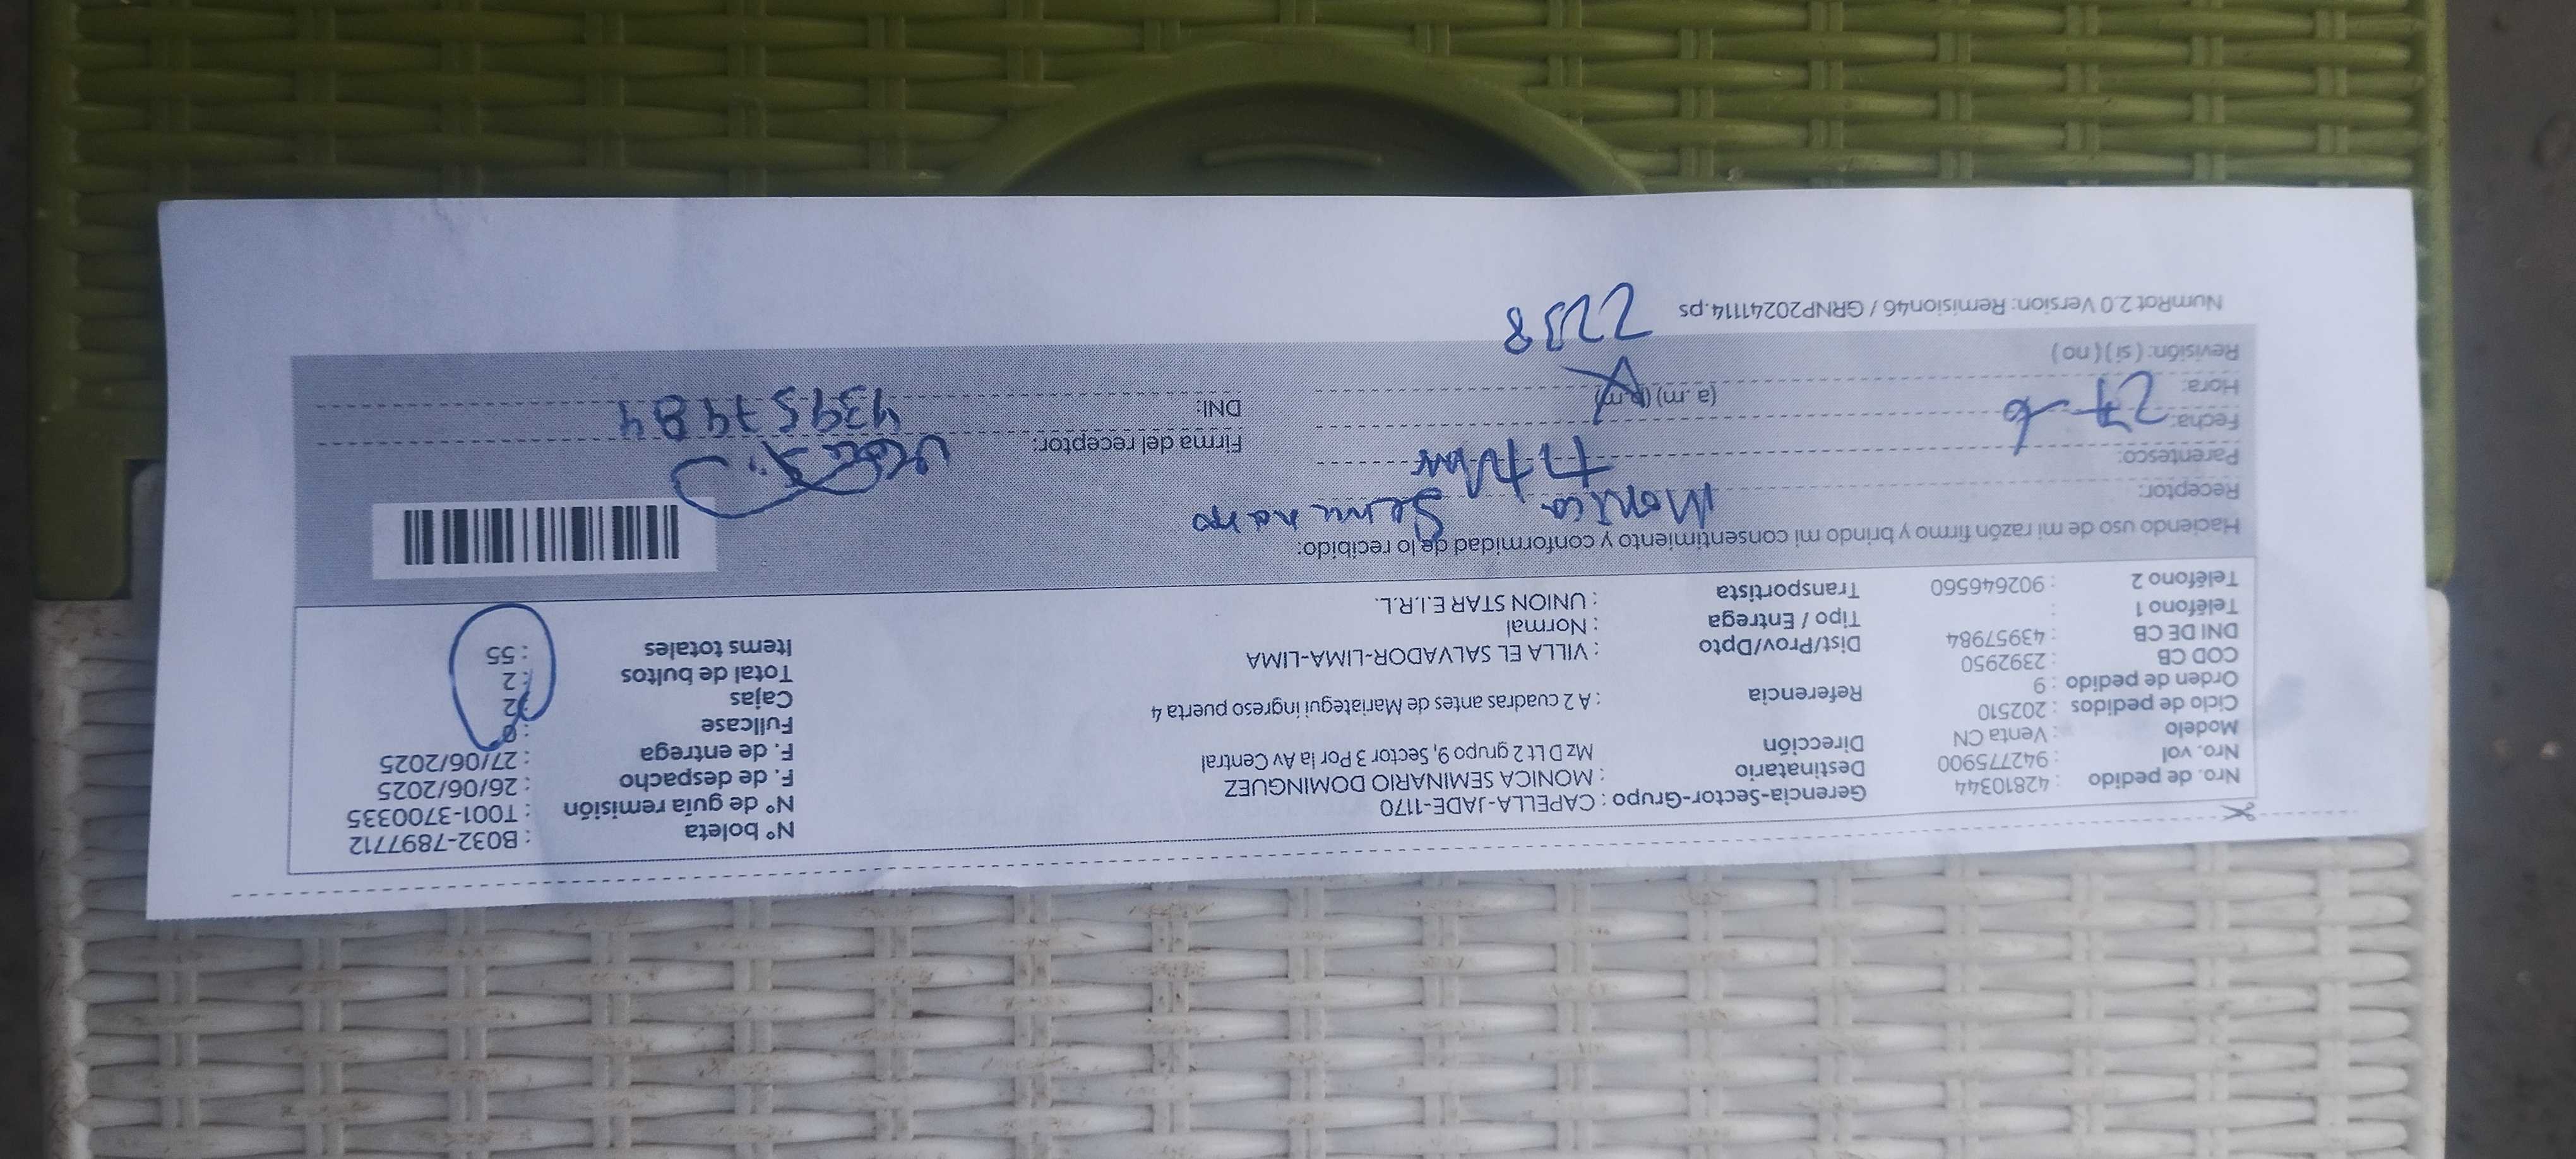 Nro. de pedido : 42810344
Nro. vol : 942775900
Modelo : Venta CN
Ciclo de pedidos : 202510
Orden de pedido : 9
COD CB : 2392950
DNI DE CB : 43957984
Teléfono 1 :
Teléfono 2 : 902646560
Gerencia-Sector-Grupo : CAPELLA-JADE-1170
Destinatario : MONICA SEMINARIO DOMINGUEZ
Dirección Mz D Lt 2 grupo 9, Sector 3 Por la Av Central
Referencia : A 2 cuadras antes de Mariategui ingreso puerta 4
Dist/Prov/Dpto : VILLA EL SALVADOR-LIMA-LIMA
Tipo / Entrega : Normal
Transportista : UNION STAR E.I.R.L.
N° boleta : B032-7897712
N° de guía remisión : T001-3700335
F. de despacho : 26/06/2025
F. de entrega : 27/06/2025
Fullcase : 0
Cajas : 2
Total de bultos : 2
Items totales : 55
Haciendo uso de mi razón firmo y brindo mi consentimiento y conformidad de lo recibido:
Receptor: Monica Seminario
Parentesco: Titular
Fecha: 27-6
Hora: (a.m) (p.m)
Revisión: ( si ) ( no )
Firma del receptor:
DNI: 43957984
NumRot 2.0 Version: Remision46 / GRNP20241114.ps
2238